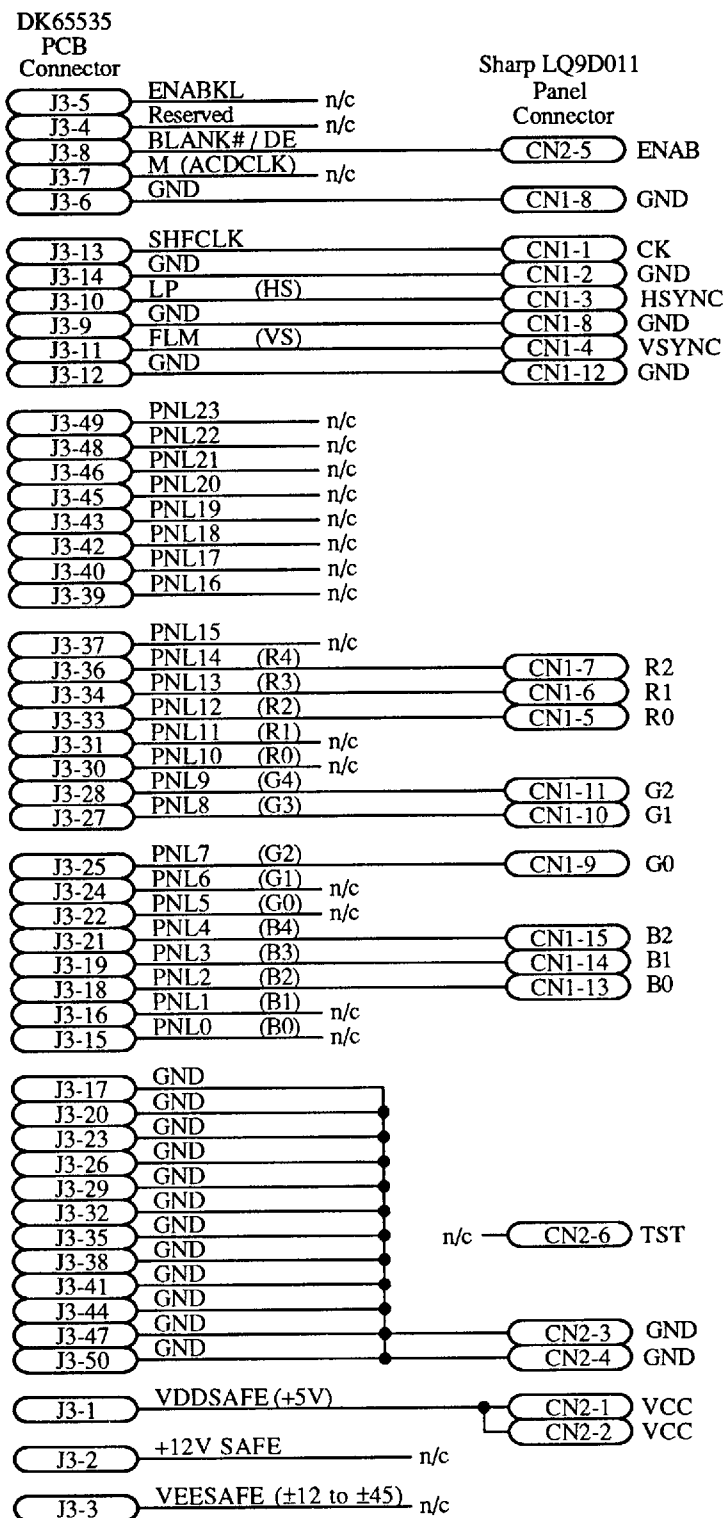 DK65535
PCB
Connector
Sharp LQ9D011
Panel
Connector
J3-5 ENABKL n/c
J3-4 Reserved n/c
J3-8 BLANK# / DE CN2-5 ENAB
J3-7 M (ACDCLK) n/c
J3-6 GND CN1-8 GND
J3-13 SHFCLK CN1-1 CK
J3-14 GND CN1-2 GND
J3-10 LP (HS) CN1-3 HSYNC
J3-9 GND CN1-8 GND
J3-11 FLM (VS) CN1-4 VSYNC
J3-12 GND CN1-12 GND
J3-49 PNL23 n/c
J3-48 PNL22 n/c
J3-46 PNL21 n/c
J3-45 PNL20 n/c
J3-43 PNL19 n/c
J3-42 PNL18 n/c
J3-40 PNL17 n/c
J3-39 PNL16 n/c
J3-37 PNL15 n/c
J3-36 PNL14 (R4) CN1-7 R2
J3-34 PNL13 (R3) CN1-6 R1
J3-33 PNL12 (R2) CN1-5 R0
J3-31 PNL11 (R1) n/c
J3-30 PNL10 (R0) n/c
J3-28 PNL9 (G4) CN1-11 G2
J3-27 PNL8 (G3) CN1-10 G1
J3-25 PNL7 (G2) CN1-9 G0
J3-24 PNL6 (G1) n/c
J3-22 PNL5 (G0) n/c
J3-21 PNL4 (B4) CN1-15 B2
J3-19 PNL3 (B3) CN1-14 B1
J3-18 PNL2 (B2) CN1-13 B0
J3-16 PNL1 (B1) n/c
J3-15 PNL0 (B0) n/c
J3-17 GND
J3-20 GND
J3-23 GND
J3-26 GND
J3-29 GND
J3-32 GND
J3-35 GND n/c CN2-6 TST
J3-38 GND
J3-41 GND
J3-44 GND
J3-47 GND CN2-3 GND
J3-50 GND CN2-4 GND
J3-1 VDDSAFE (+5V) CN2-1 VCC
CN2-2 VCC
J3-2 +12V SAFE n/c
J3-3 VEESAFE (±12 to ±45) n/c